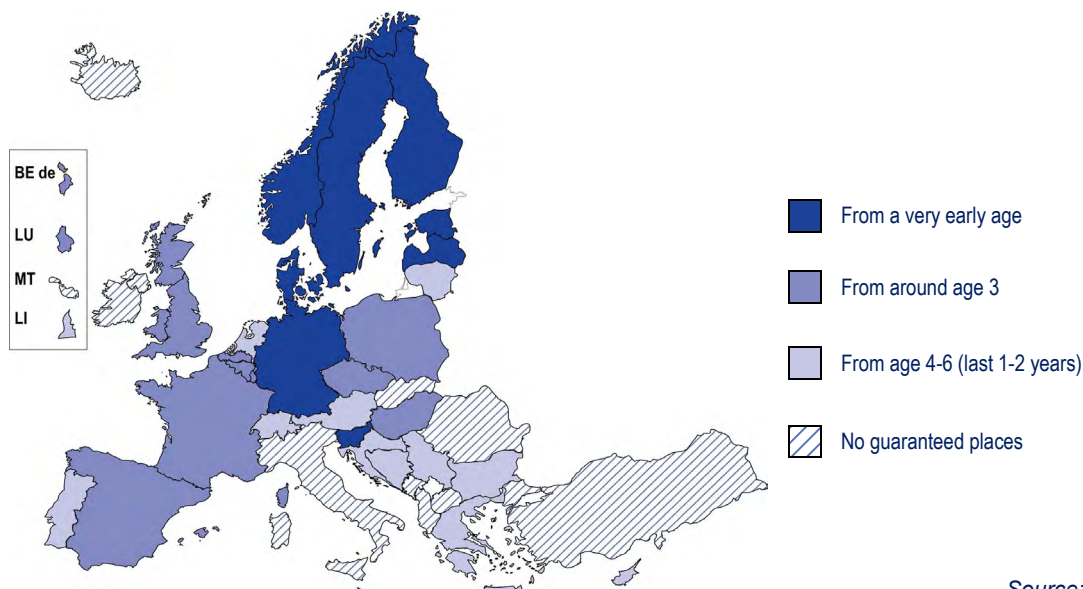 BE de
LU
MT
LI
From a very early age
From around age 3
From age 4-6 (last 1-2 years)
No guaranteed places
Source: